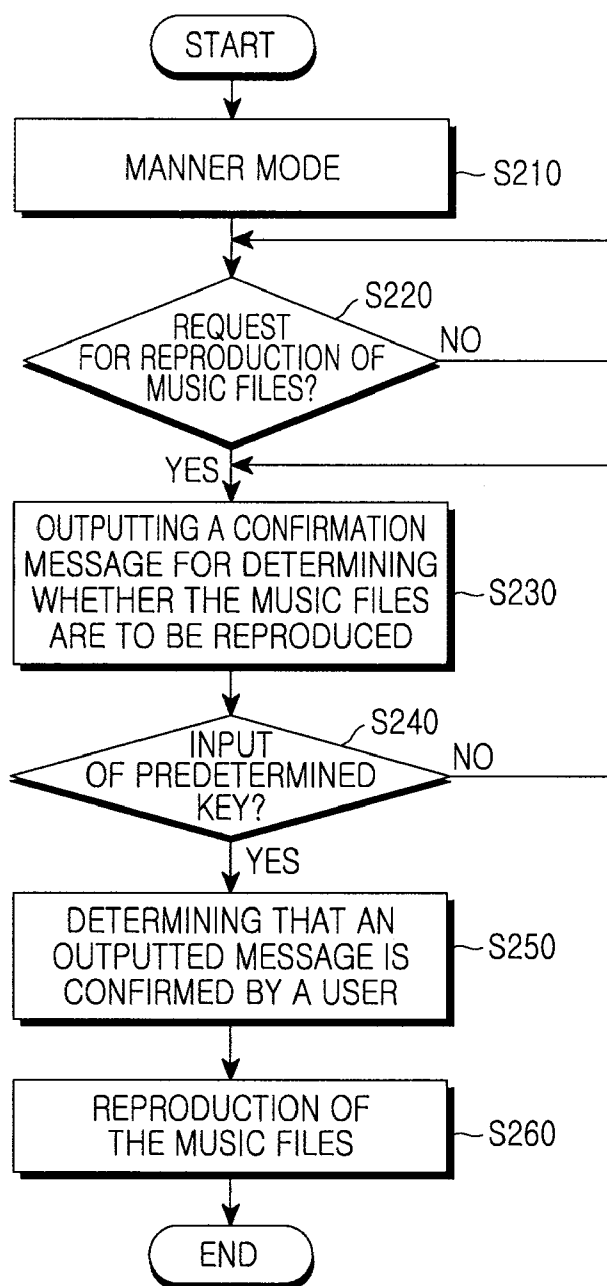 START
MANNER MODE
S210
S220
REQUEST
FOR REPRODUCTION OF
MUSIC FILES?
NO
YES
OUTPUTTING A CONFIRMATION
MESSAGE FOR DETERMINING
WHETHER THE MUSIC FILES
ARE TO BE REPRODUCED
S230
S240
INPUT
OF PREDETERMINED
KEY?
NO
YES
DETERMINING THAT AN
OUTPUTTED MESSAGE IS
CONFIRMED BY A USER
S250
REPRODUCTION OF
THE MUSIC FILES
S260
END